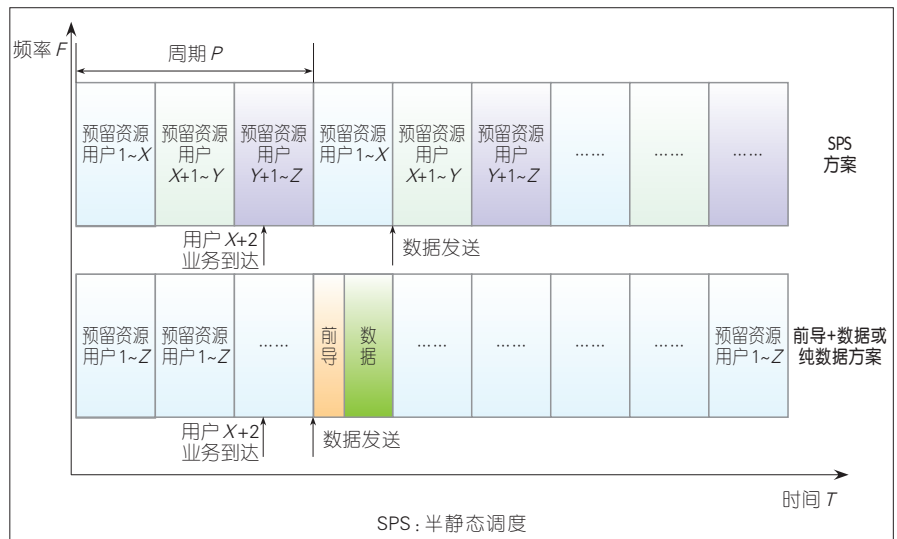 频率 F
周期 P
预留资源
用户 1~X
预留资源
用户
X+1~Y
预留资源
用户
Y+1~Z
预留资源
用户 1~X
预留资源
用户
X+1~Y
预留资源
用户
Y+1~Z
……
……
……
SPS
方案
用户 X+2
业务到达
数据发送
预留资源
用户 1~Z
预留资源
用户 1~Z
……
前导
数据
……
……
……
……
预留资源
用户 1~Z
前导+数据或
纯数据方案
用户 X+2
业务到达
数据发送
时间 T
SPS：半静态调度